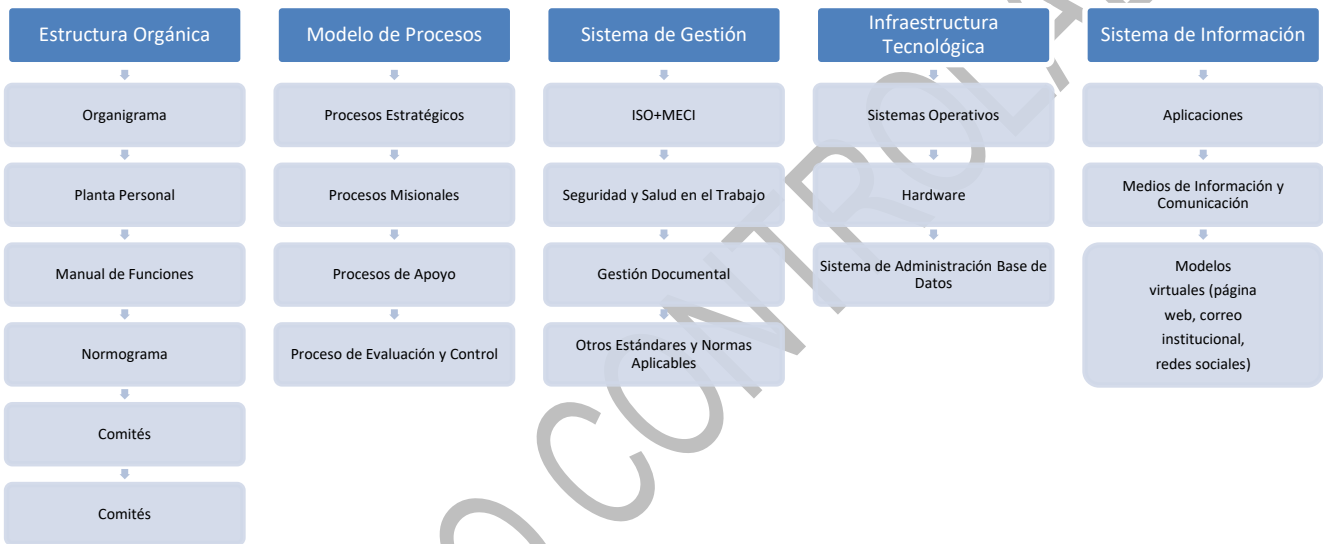 Estructura Orgánica
Organigrama
Planta Personal
Manual de Funciones
Normograma
Comités
Comités
Modelo de Procesos
Procesos Estratégicos
Procesos Misionales
Procesos de Apoyo
Proceso de Evaluación y Control
Sistema de Gestión
ISO+MECI
Seguridad y Salud en el Trabajo
Gestión Documental
Otros Estándares y Normas
Aplicables
Infraestructura
Tecnológica
Sistemas Operativos
Hardware
Sistema de Administración Base de
Datos
Sistema de Información
Aplicaciones
Medios de Información y
Comunicación
Modelos
virtuales (página
web, correo
institucional,
redes sociales)